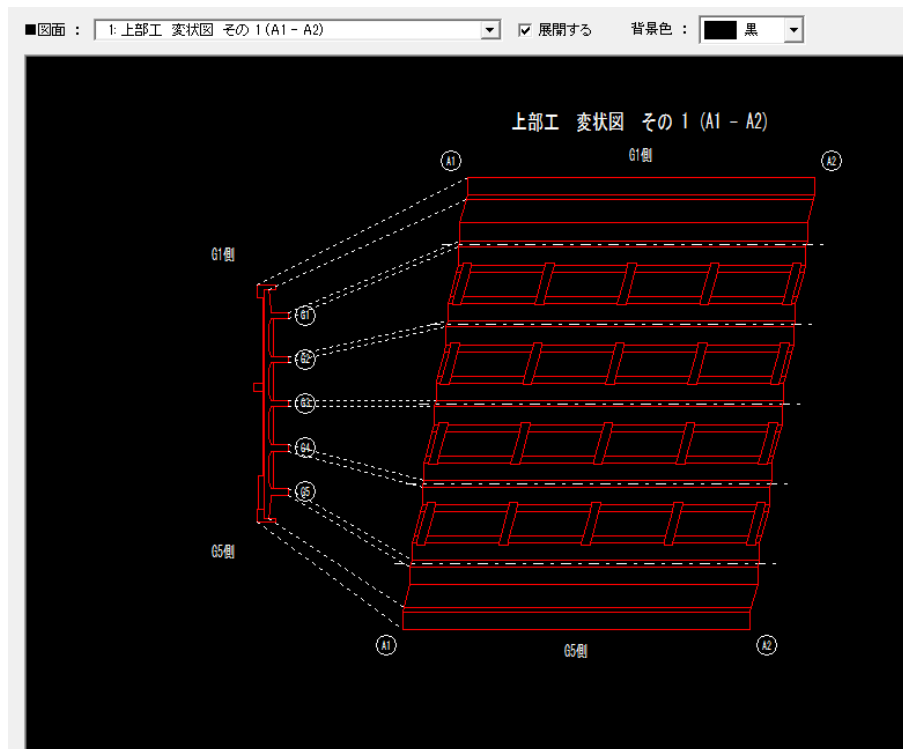 ■図面 : 1: 上部工 変状図 その 1 (A1 - A2) 展開する 背景色 : 黒
上部工 変状図 その 1 (A1 - A2)
G1側
A1
A2
G1側
G1
G2
G3
G4
G5
G5側
A1
G5側
A2